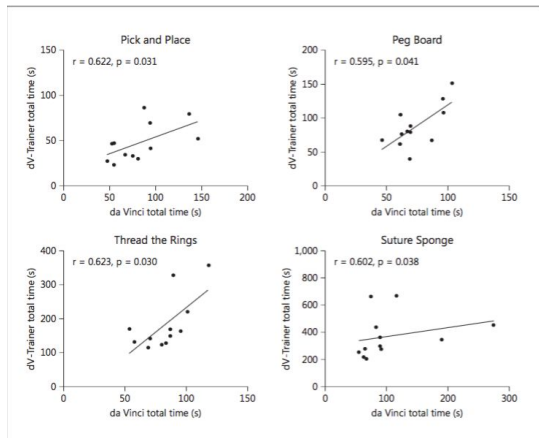 Pick and Place
r = 0.622, p = 0.031
dV-Trainer total time (s)
150
100
50
0
0 50 100 150 200
da Vinci total time (s)
Peg Board
r = 0.595, p = 0.041
dV-Trainer total time (s)
200
150
100
50
0
0 50 100 150
da Vinci total time (s)
Thread the Rings
r = 0.623, p = 0.030
dV-Trainer total time (s)
400
300
200
100
0
0 50 100 150
da Vinci total time (s)
Suture Sponge
r = 0.602, p = 0.038
dV-Trainer total time (s)
1,000
800
600
400
200
0
0 100 200 300
da Vinci total time (s)